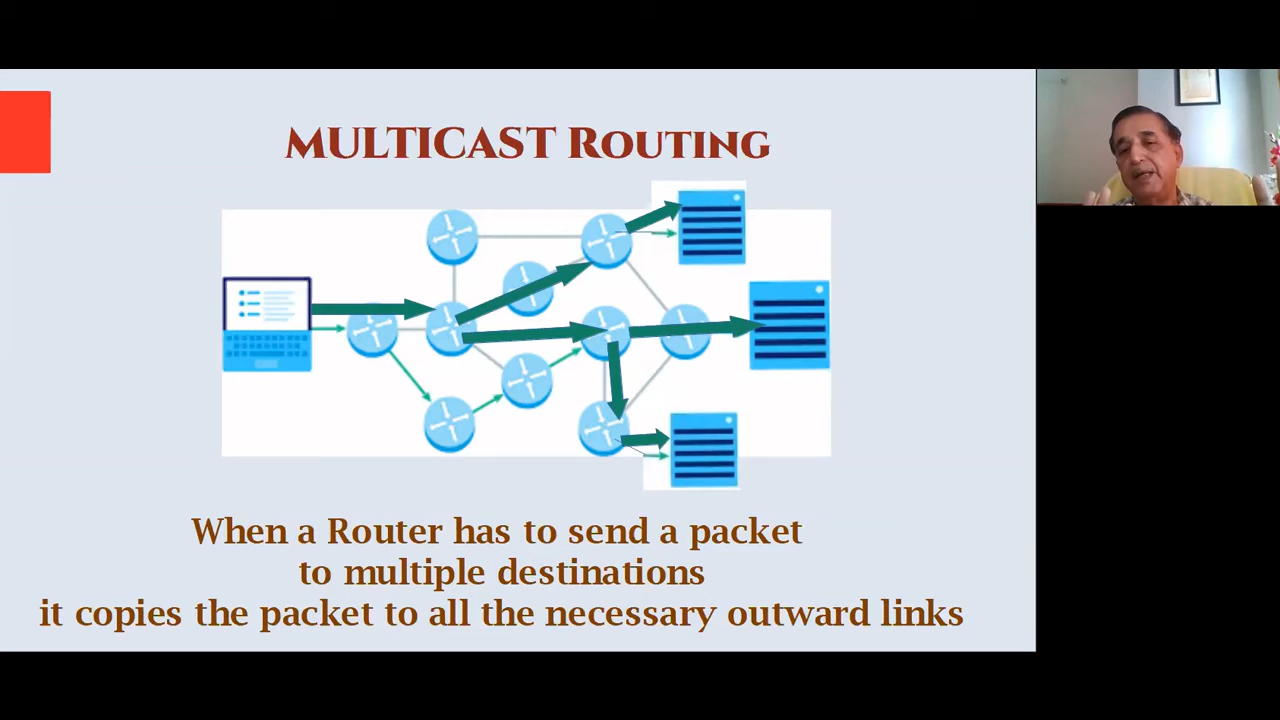 MULTICAST ROUTING
When a Router has to send a packet
to multiple destinations
it copies the packet to all the necessary outward links